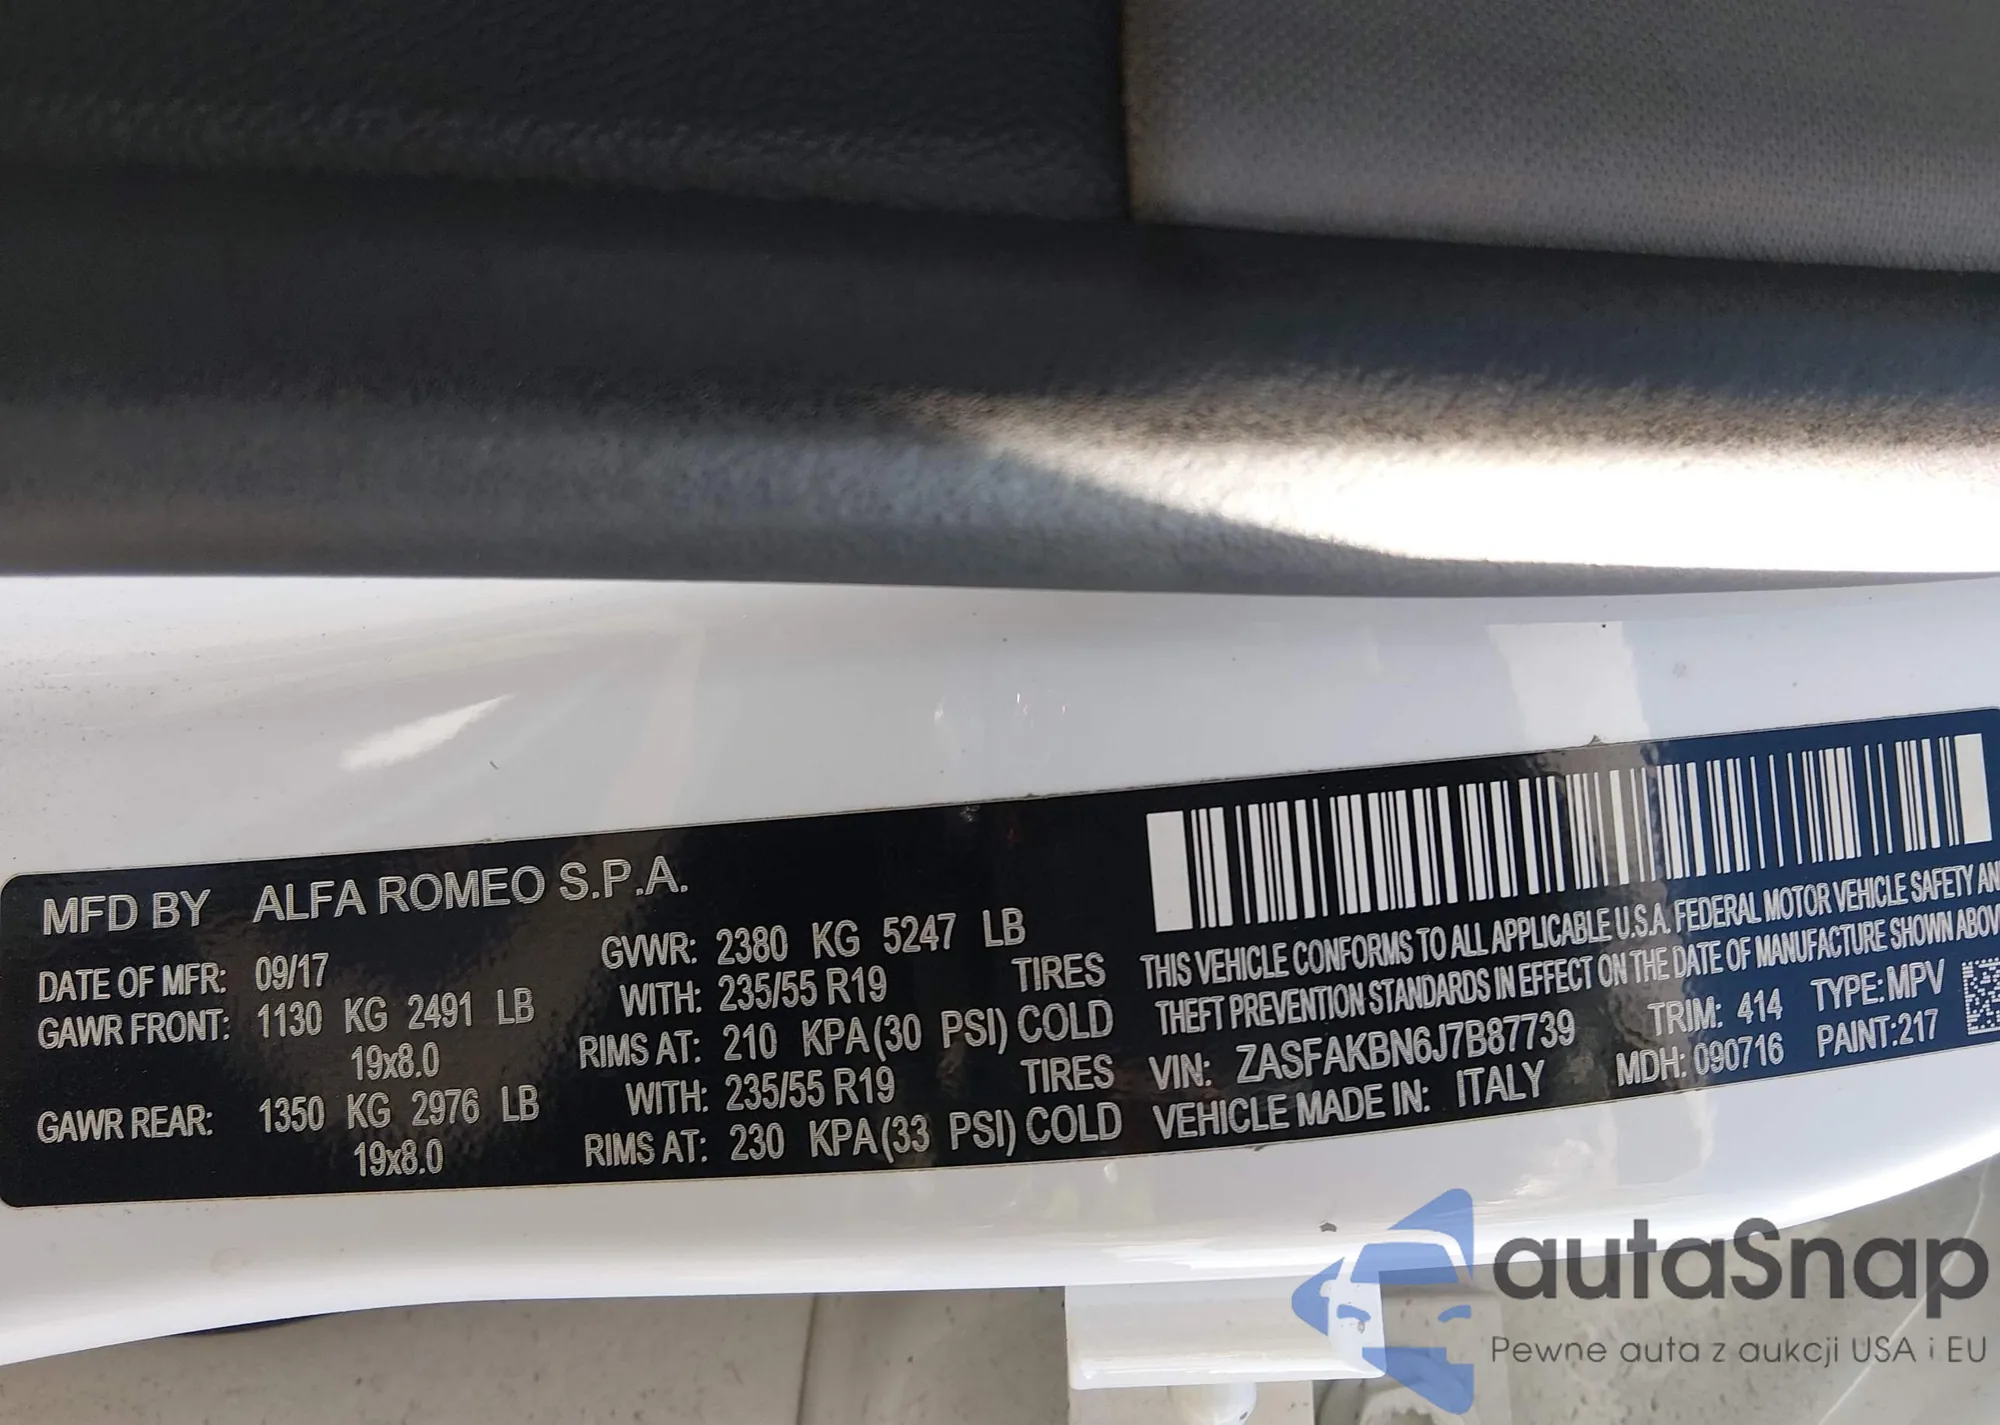 MFD BY ALFA ROMEO S.P.A.
DATE OF MFR: 09/17 GVWR: 2380 KG 5247 LB
GAWR FRONT: 1130 KG 2491 LB WITH: 235/55 R19 TIRES
19x8.0 RIMS AT: 210 KPA(30 PSI) COLD
GAWR REAR: 1350 KG 2976 LB WITH: 235/55 R19 TIRES
19x8.0 RIMS AT: 230 KPA(33 PSI) COLD
THIS VEHICLE CONFORMS TO ALL APPLICABLE U.S.A. FEDERAL MOTOR VEHICLE SAFETY AN
THEFT PREVENTION STANDARDS IN EFFECT ON THE DATE OF MANUFACTURE SHOWN ABOV
VIN: ZASFAKBN6J7B87739 TRIM: 414 TYPE: MPV
VEHICLE MADE IN: ITALY MDH: 090716 PAINT:217
autaSnap
Pewne auta z aukcji USA i EU